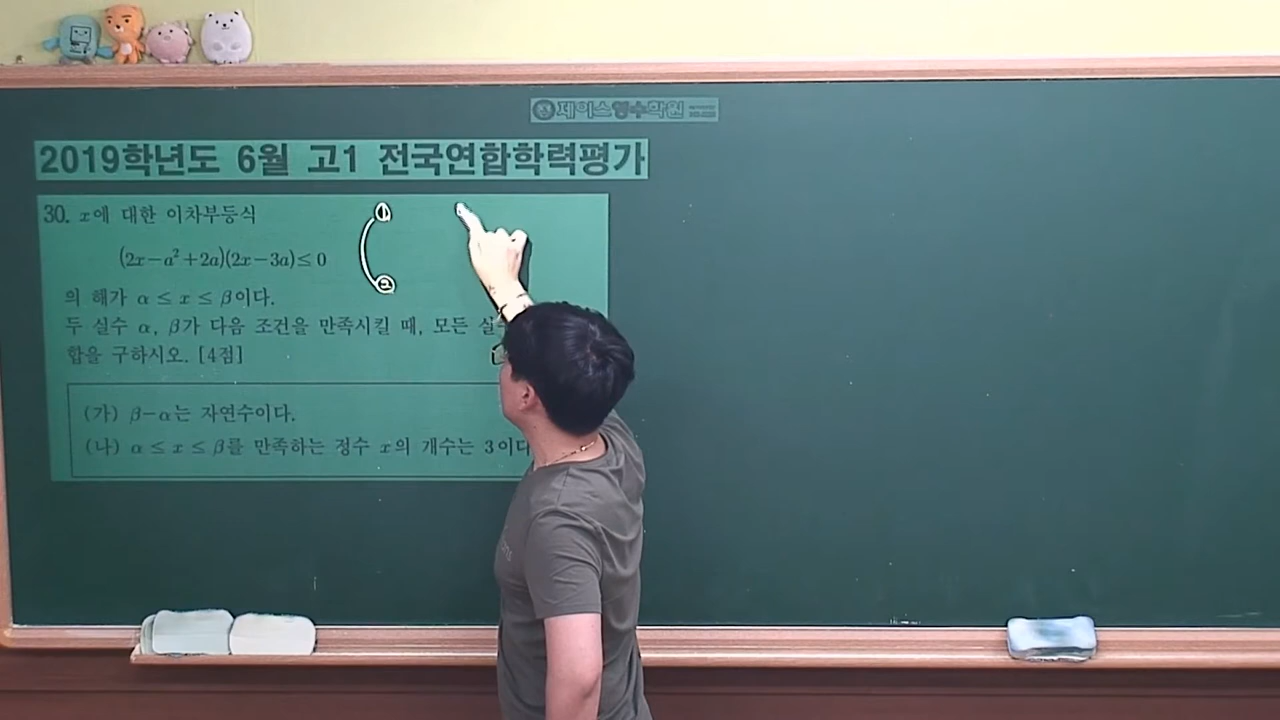 제이스영수학원
2019학년도 6월 고1 전국연합학력평가
30. x에 대한 이차부등식
①
(2x-a²+2a)(2x-3a)≤0
②
의 해가 α≤x≤β이다.
두 실수 α, β가 다음 조건을 만족시킬 때, 모든
합을 구하시오. [4점]
(가) β-α는 자연수이다.
(나) α≤x≤β를 만족하는 정수 x의 개수는 3이다